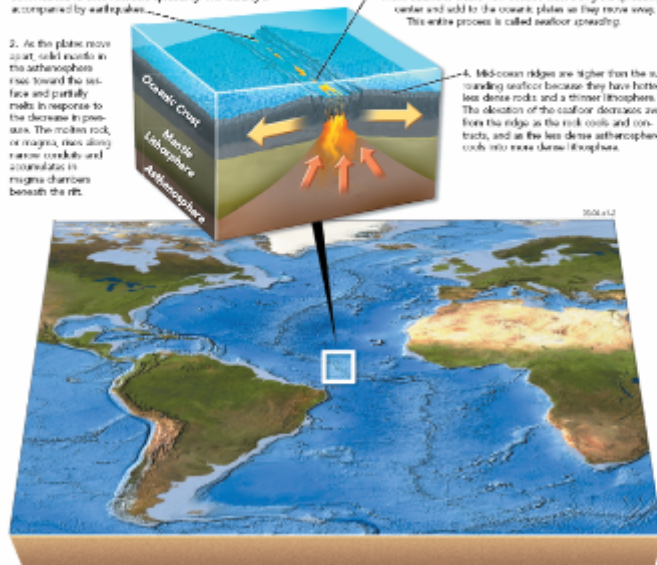 accompanied by earthquakes.
center and add to the oceanic plates as they move away.
This entire process is called seafloor spreading.
2. As the plates move
apart, solid mantle in
the asthenosphere
rises toward the sur-
face and partially
melts in response to
the decrease in pres-
sure. The molten rock,
or magma, rises along
narrow conduits and
accumulates in
magma chambers
beneath the rift.
4. Mid-ocean ridges are higher than the su
rounding seafloor because they have hotte
less dense rocks and a thinner lithosphere.
The elevation of the seafloor decreases aw
from the ridge as the rock cools and con-
tracts, and as the less dense asthenosphere
cools into more dense lithosphere.
Oceanic Crust
Mantle
Lithosphere
Asthenosphere